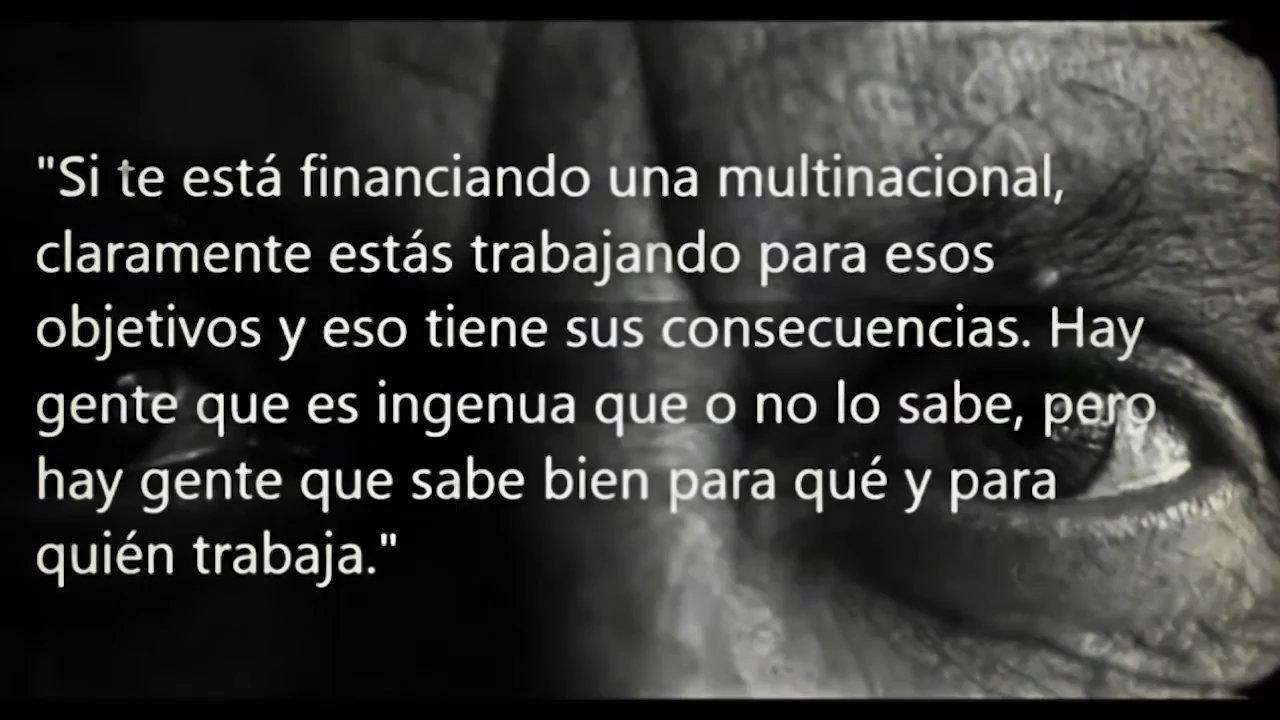 "Si te está financiando una multinacional,
claramente estás trabajando para esos
objetivos y eso tiene sus consecuencias. Hay
gente que es ingenua que o no lo sabe, pero
hay gente que sabe bien para qué y para
quién trabaja."